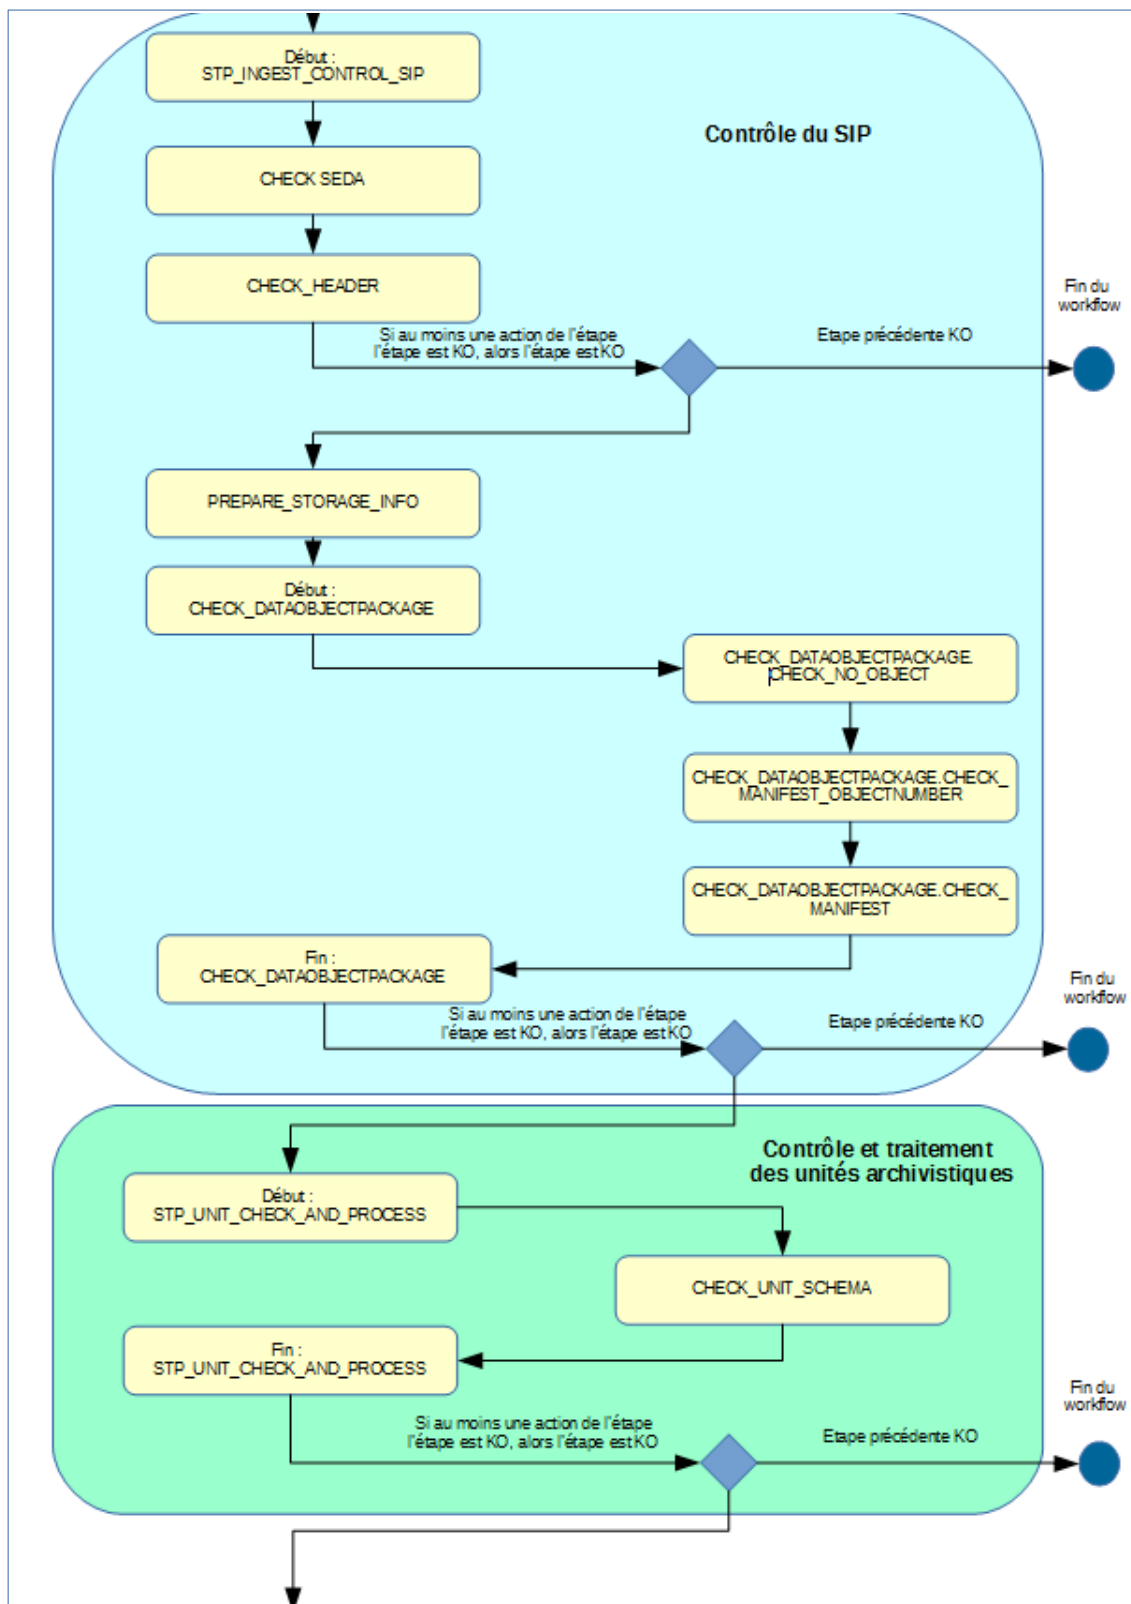 Début :
STP_INGEST_CONTROL_SIP
Contrôle du SIP
CHECK SEDA
CHECK_HEADER
Fin du
workflow
Si au moins une action de l'étape
l'étape est KO, alors l'étape est KO
Etape précédente KO
PREPARE_STORAGE_INFO
Début :
CHECK_DATAOBJECTPACKAGE
CHECK_DATAOBJECTPACKAGE.
CHECK_NO_OBJECT
CHECK_DATAOBJECTPACKAGE.CHECK_
MANIFEST_OBJECTNUMBER
CHECK_DATAOBJECTPACKAGE.CHECK_
MANIFEST
Fin :
CHECK_DATAOBJECTPACKAGE
Fin du
workflow
Si au moins une action de l'étape
l'étape est KO, alors l'étape est KO
Etape précédente KO
Contrôle et traitement
des unités archivistiques
Début :
STP_UNIT_CHECK_AND_PROCESS
CHECK_UNIT_SCHEMA
Fin :
STP_UNIT_CHECK_AND_PROCESS
Fin du
workflow
Si au moins une action de l'étape
l'étape est KO, alors l'étape est KO
Etape précédente KO